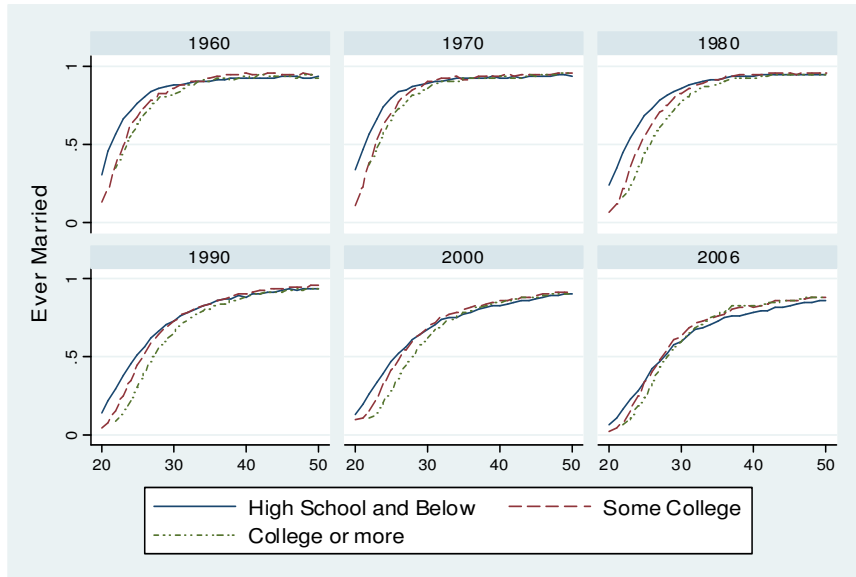 1960 1970 1980
1
.5
0
1990 2000 2006
1
.5
0
20 30 40 50 20 30 40 50 20 30 40 50
Ever Married
High School and Below Some College
College or more